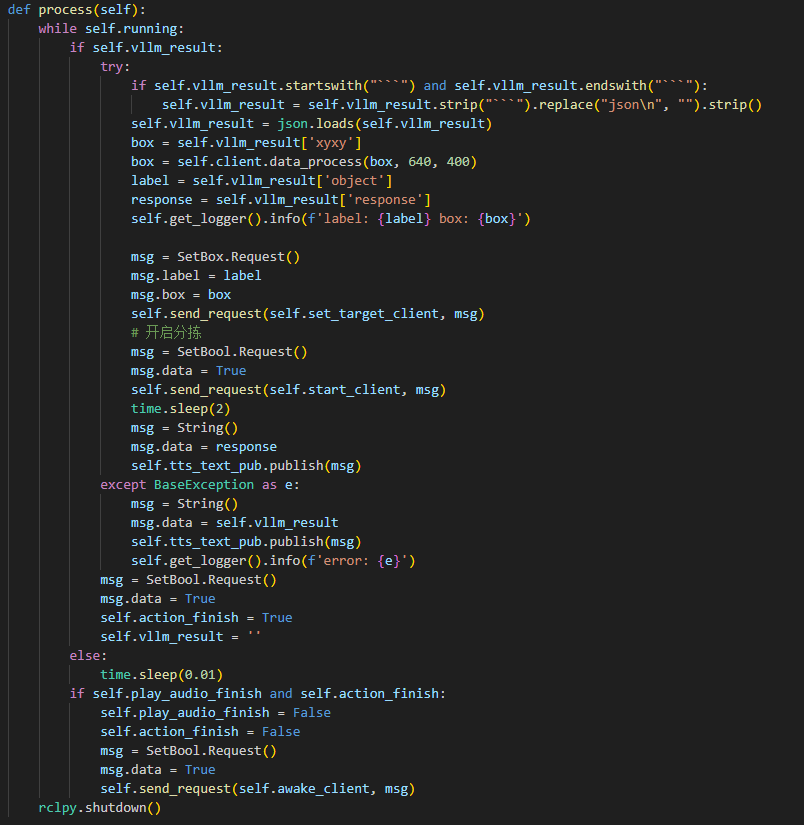 def process(self):
    while self.running:
        if self.vllm_result:
            try:
                if self.vllm_result.startswith("```") and self.vllm_result.endswith("```"):
                    self.vllm_result = self.vllm_result.strip("```").replace("json\n", "").strip()
                self.vllm_result = json.loads(self.vllm_result)
                box = self.vllm_result['xyxy']
                box = self.client.data_process(box, 640, 400)
                label = self.vllm_result['object']
                response = self.vllm_result['response']
                self.get_logger().info(f'label: {label} box: {box}')

                msg = SetBox.Request()
                msg.label = label
                msg.box = box
                self.send_request(self.set_target_client, msg)
                # 开启分拣
                msg = SetBool.Request()
                msg.data = True
                self.send_request(self.start_client, msg)
                time.sleep(2)
                msg = String()
                msg.data = response
                self.tts_text_pub.publish(msg)
            except BaseException as e:
                msg = String()
                msg.data = self.vllm_result
                self.tts_text_pub.publish(msg)
                self.get_logger().info(f'error: {e}')
            msg = SetBool.Request()
            msg.data = True
            self.action_finish = True
            self.vllm_result = ''
        else:
            time.sleep(0.01)
        if self.play_audio_finish and self.action_finish:
            self.play_audio_finish = False
            self.action_finish = False
            msg = SetBool.Request()
            msg.data = True
            self.send_request(self.awake_client, msg)
    rclpy.shutdown()